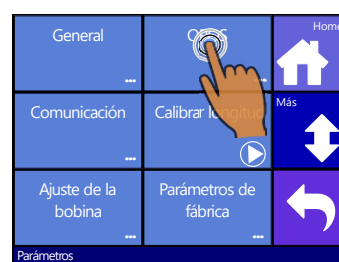 General
Home
Comunicación
Calibrar longitud
Más
Ajuste de la
bobina
Parámetros de
fábrica
Parámetros